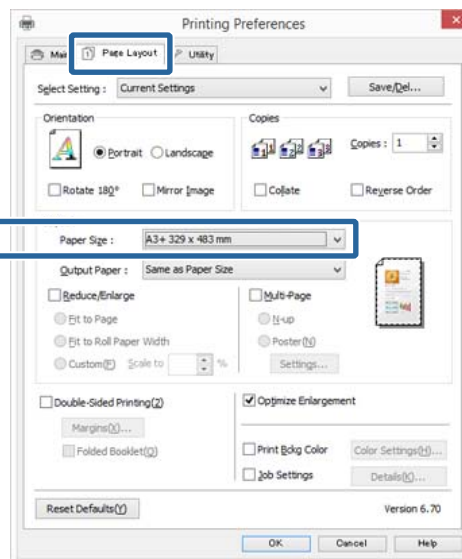 Printing Preferences
Page Layout
Utility
Select Setting : Current Settings Save/Del...
Orientation Copies
Portrait Landscape Copies : 1
Rotate 180° Mirror Image Collate Reverse Order
Paper Size : A3+ 329 x 483 mm
Output Paper : Same as Paper Size
Reduce/Enlarge Multi-Page
Fit to Page N-up
Fit to Roll Paper Width Poster(N)
Custom(F) Scale to % Settings...
Double-Sided Printing(2) Optimize Enlargement
Margins(X)...
Folded Booklet(Q) Print Bckg Color Color Settings(H)...
Job Settings Details(K)...
Reset Defaults(Y) Version 6.70
OK Cancel Help